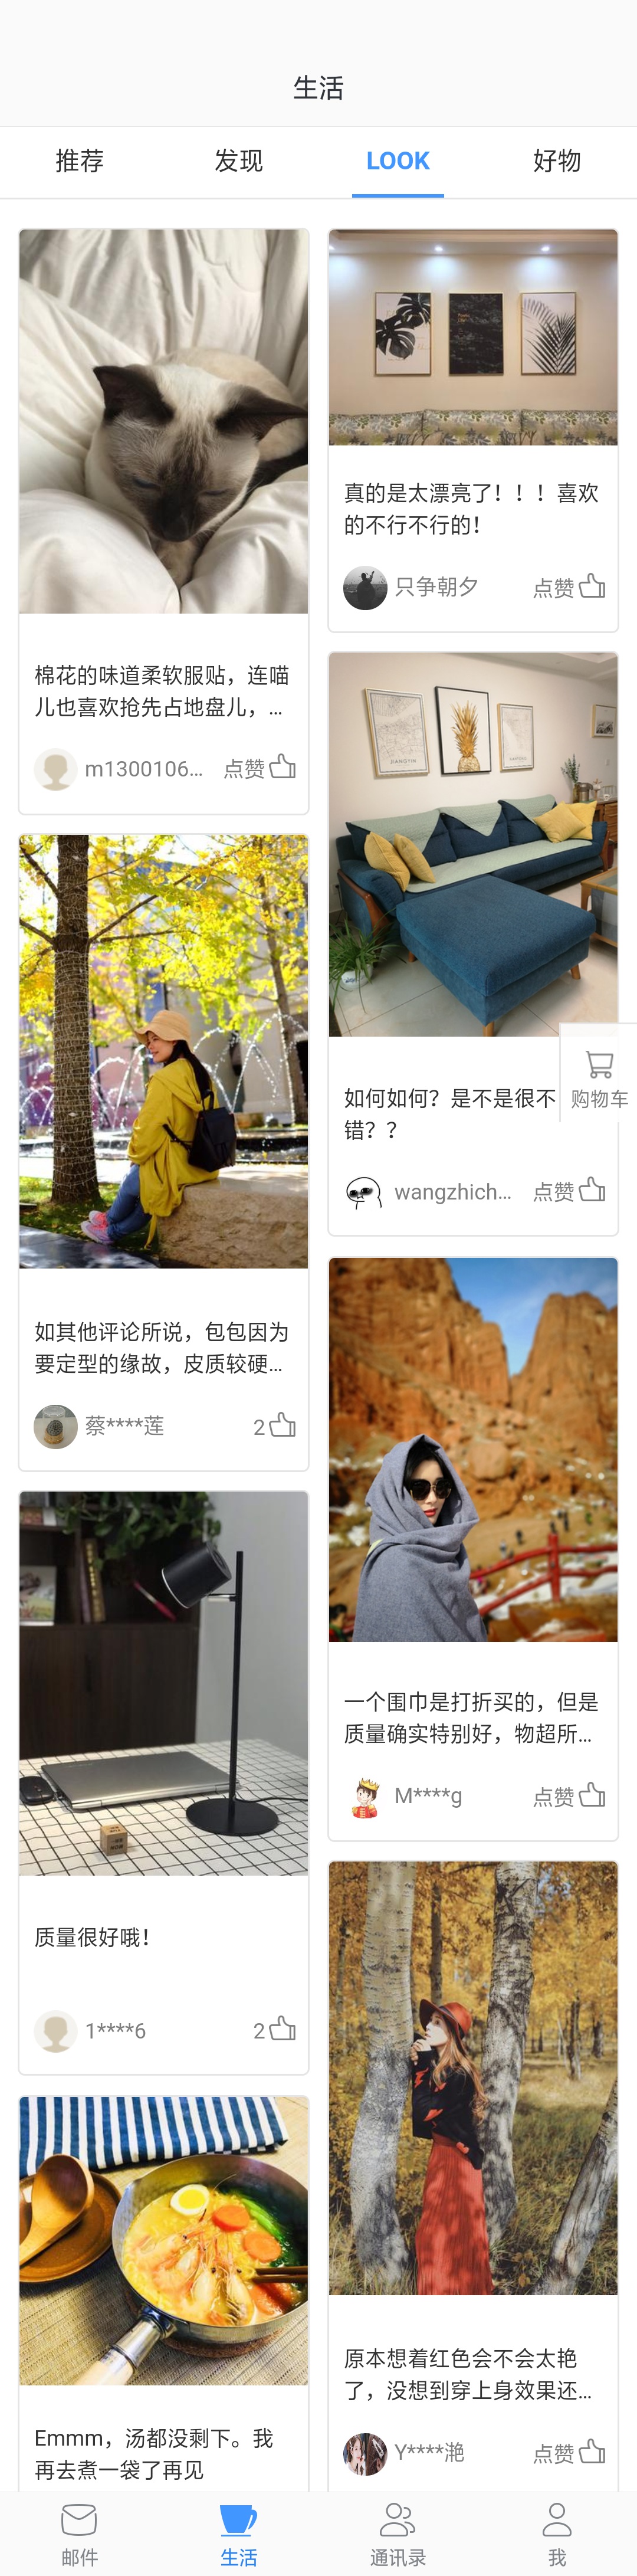 生活
推荐
发现
LOOK
好物
棉花的味道柔软服贴，连喵
儿也喜欢抢先占地盘儿，...
m1300106...
点赞
如其他评论所说，包包因为
要定型的缘故，皮质较硬...
蔡****莲
2
质量很好哦！
1****6
2
Emmm，汤都没剩下。我
再去煮一袋了再见
真的是太漂亮了！！！喜欢
的不行不行的！
只争朝夕
点赞
JIANGYIN
如何如何？是不是很不
错？？
wangzhich...
点赞
购物车
一个围巾是打折买的，但是
质量确实特别好，物超所...
M****g
点赞
原本想着红色会不会太艳
了，没想到穿上身效果还...
Y****滟
点赞
邮件
生活
通讯录
我